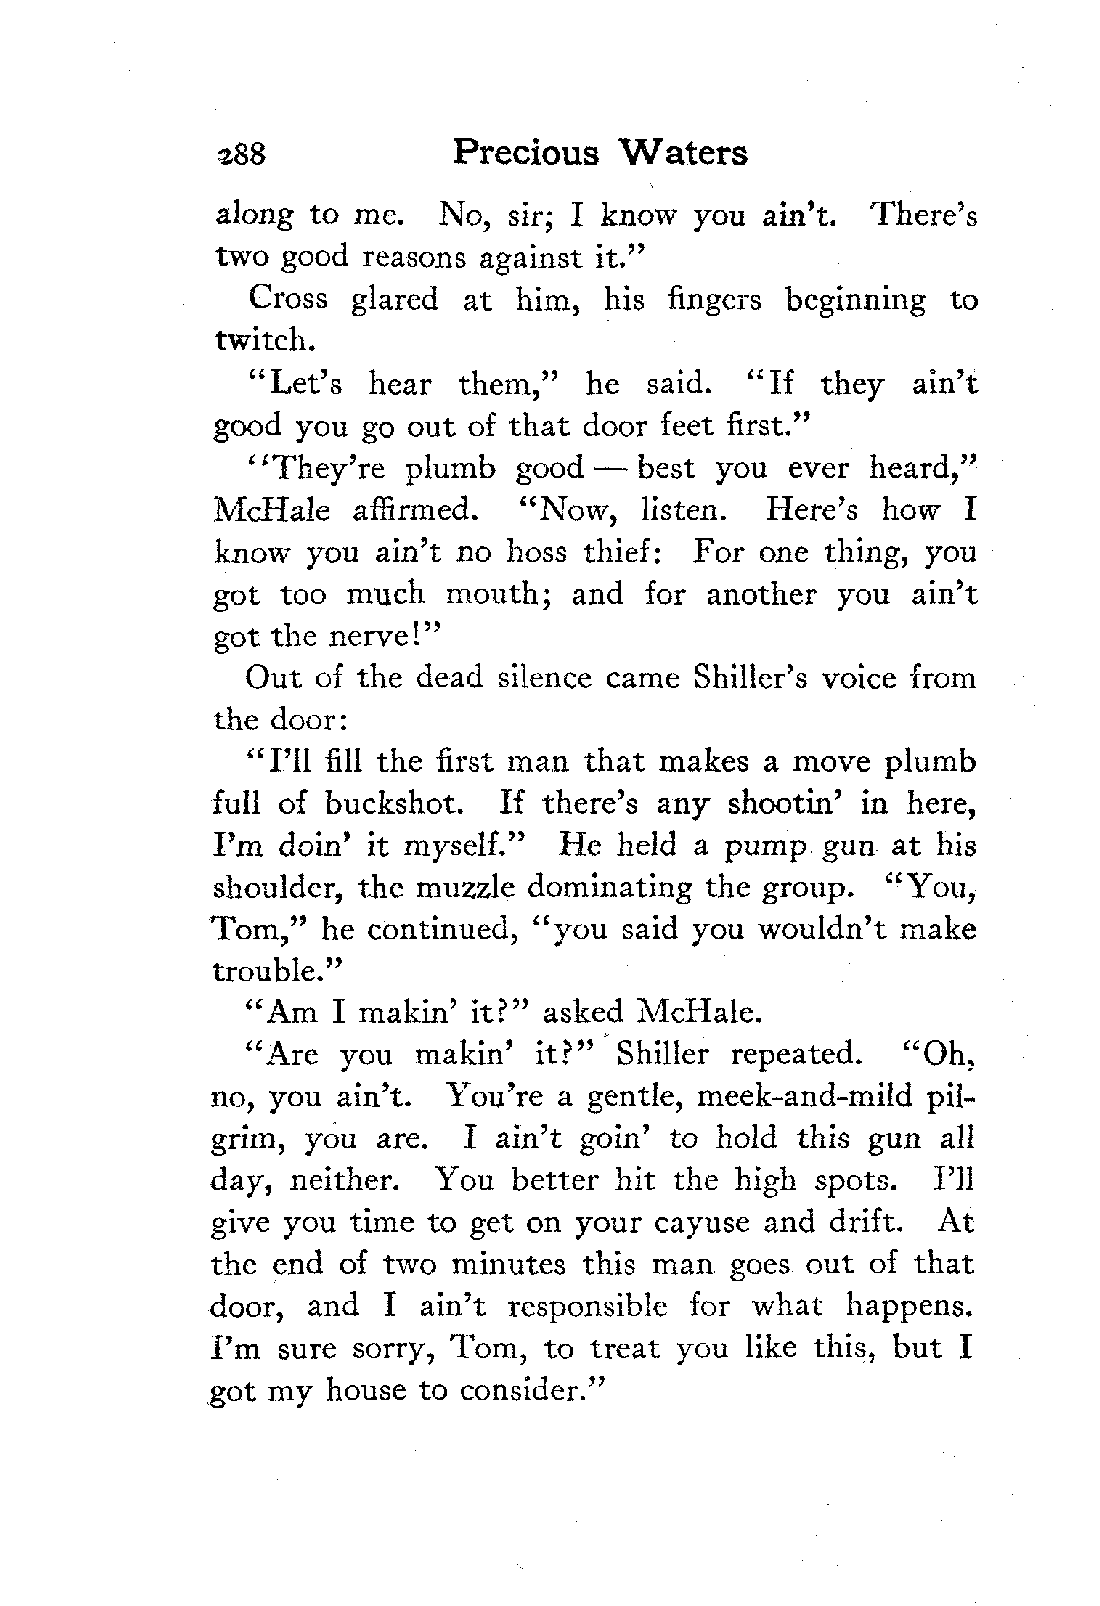 288 Precious Waters
along to me. No, sir; I know you ain't. There's
two good reasons against it."
Cross glared at him, his fingers beginning to
twitch.
"Let's hear them," he said. "If they ain't
good you go out of that door feet first."
"They're plumb good — best you ever heard,"
McHale affirmed. "Now, listen. Here's how I
know you ain't no hoss thief: For one thing, you
got too much mouth; and for another you ain't
got the nerve!"
Out of the dead silence came Shiller's voice from
the door:
"I'll fill the first man that makes a move plumb
full of buckshot. If there's any shootin' in here,
I'm doin' it myself." He held a pump gun at his
shoulder, the muzzle dominating the group. "You,
Tom," he continued, "you said you wouldn't make
trouble."
"Am I makin' it?" asked McHale.
"Are you makin' it?" Shiller repeated. "Oh,
no, you ain't. You're a gentle, meek-and-mild pil-
grim, you are. I ain't goin' to hold this gun all
day, neither. You better hit the high spots. I'll
give you time to get on your cayuse and drift. At
the end of two minutes this man goes out of that
door, and I ain't responsible for what happens.
I'm sure sorry, Tom, to treat you like this, but I
got my house to consider."